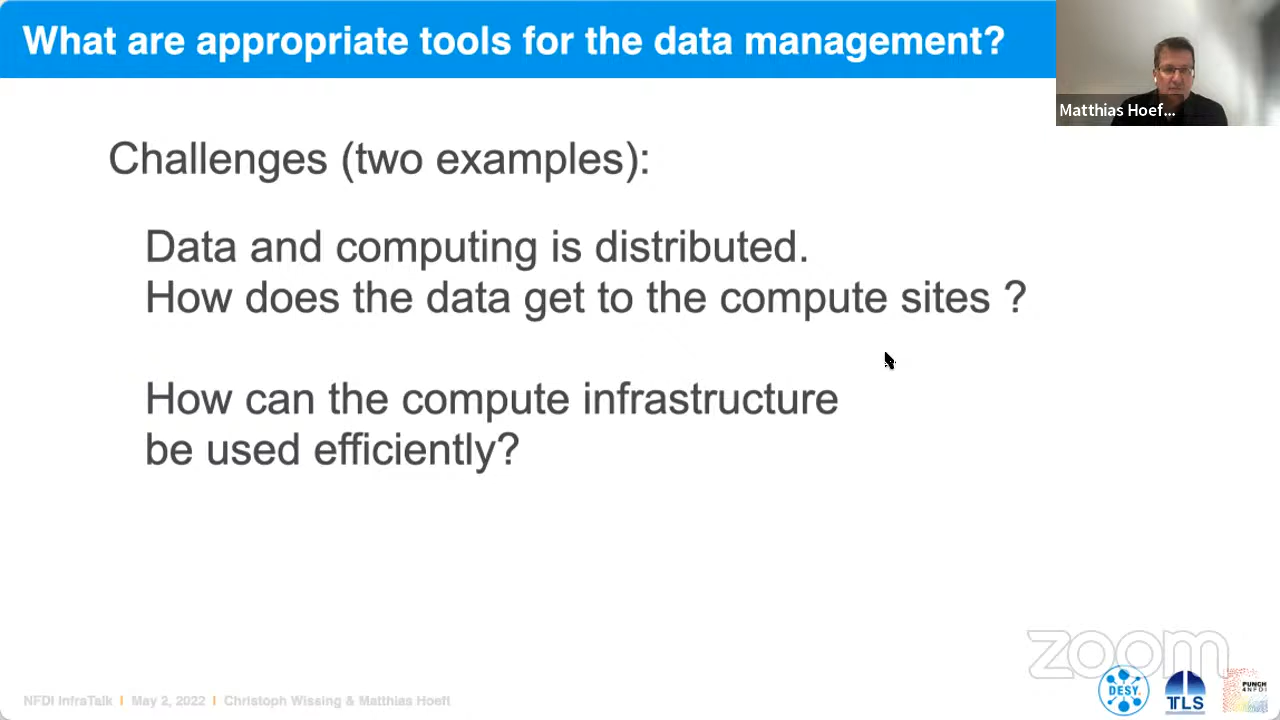 What are appropriate tools for the data management?
Matthias Hoef...
Challenges (two examples):
Data and computing is distributed.
How does the data get to the compute sites ?
How can the compute infrastructure
be used efficiently?
zoom
NFDI InfraTalk | May 2, 2022 | Christoph Wissing & Matthias Hoeft
DESY.
TLS
PUNCH
4NFDI